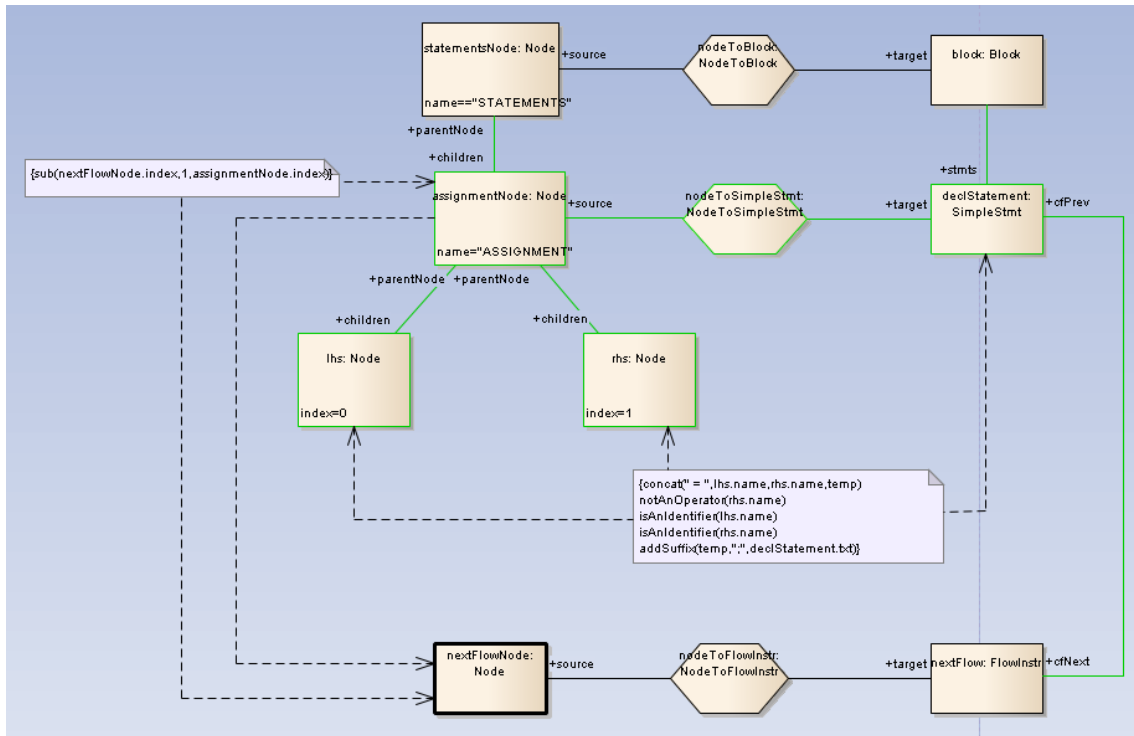 statementsNode: Node
name=="STATEMENTS"
+source
nodeToBlock:
NodeToBlock
+target
block: Block
+parentNode
+children
+stmts
{sub(nextFlowNode.index,1,assignmentNode.index)}
assignmentNode: Node
name="ASSIGNMENT"
+source
nodeToSimpleStmt:
NodeToSimpleStmt
+target
declStatement:
SimpleStmt
+cfPrev
+parentNode
+parentNode
+children
+children
lhs: Node
index=0
rhs: Node
index=1
{concat(" = ",lhs.name,rhs.name,temp)
notAnOperator(rhs.name)
isAnIdentifier(lhs.name)
isAnIdentifier(rhs.name)
addSuffix(temp,";",declStatement.txt)}
nextFlowNode:
Node
+source
nodeToFlowInstr:
NodeToFlowInstr
+target
nextFlow: FlowInstr
+cfNext